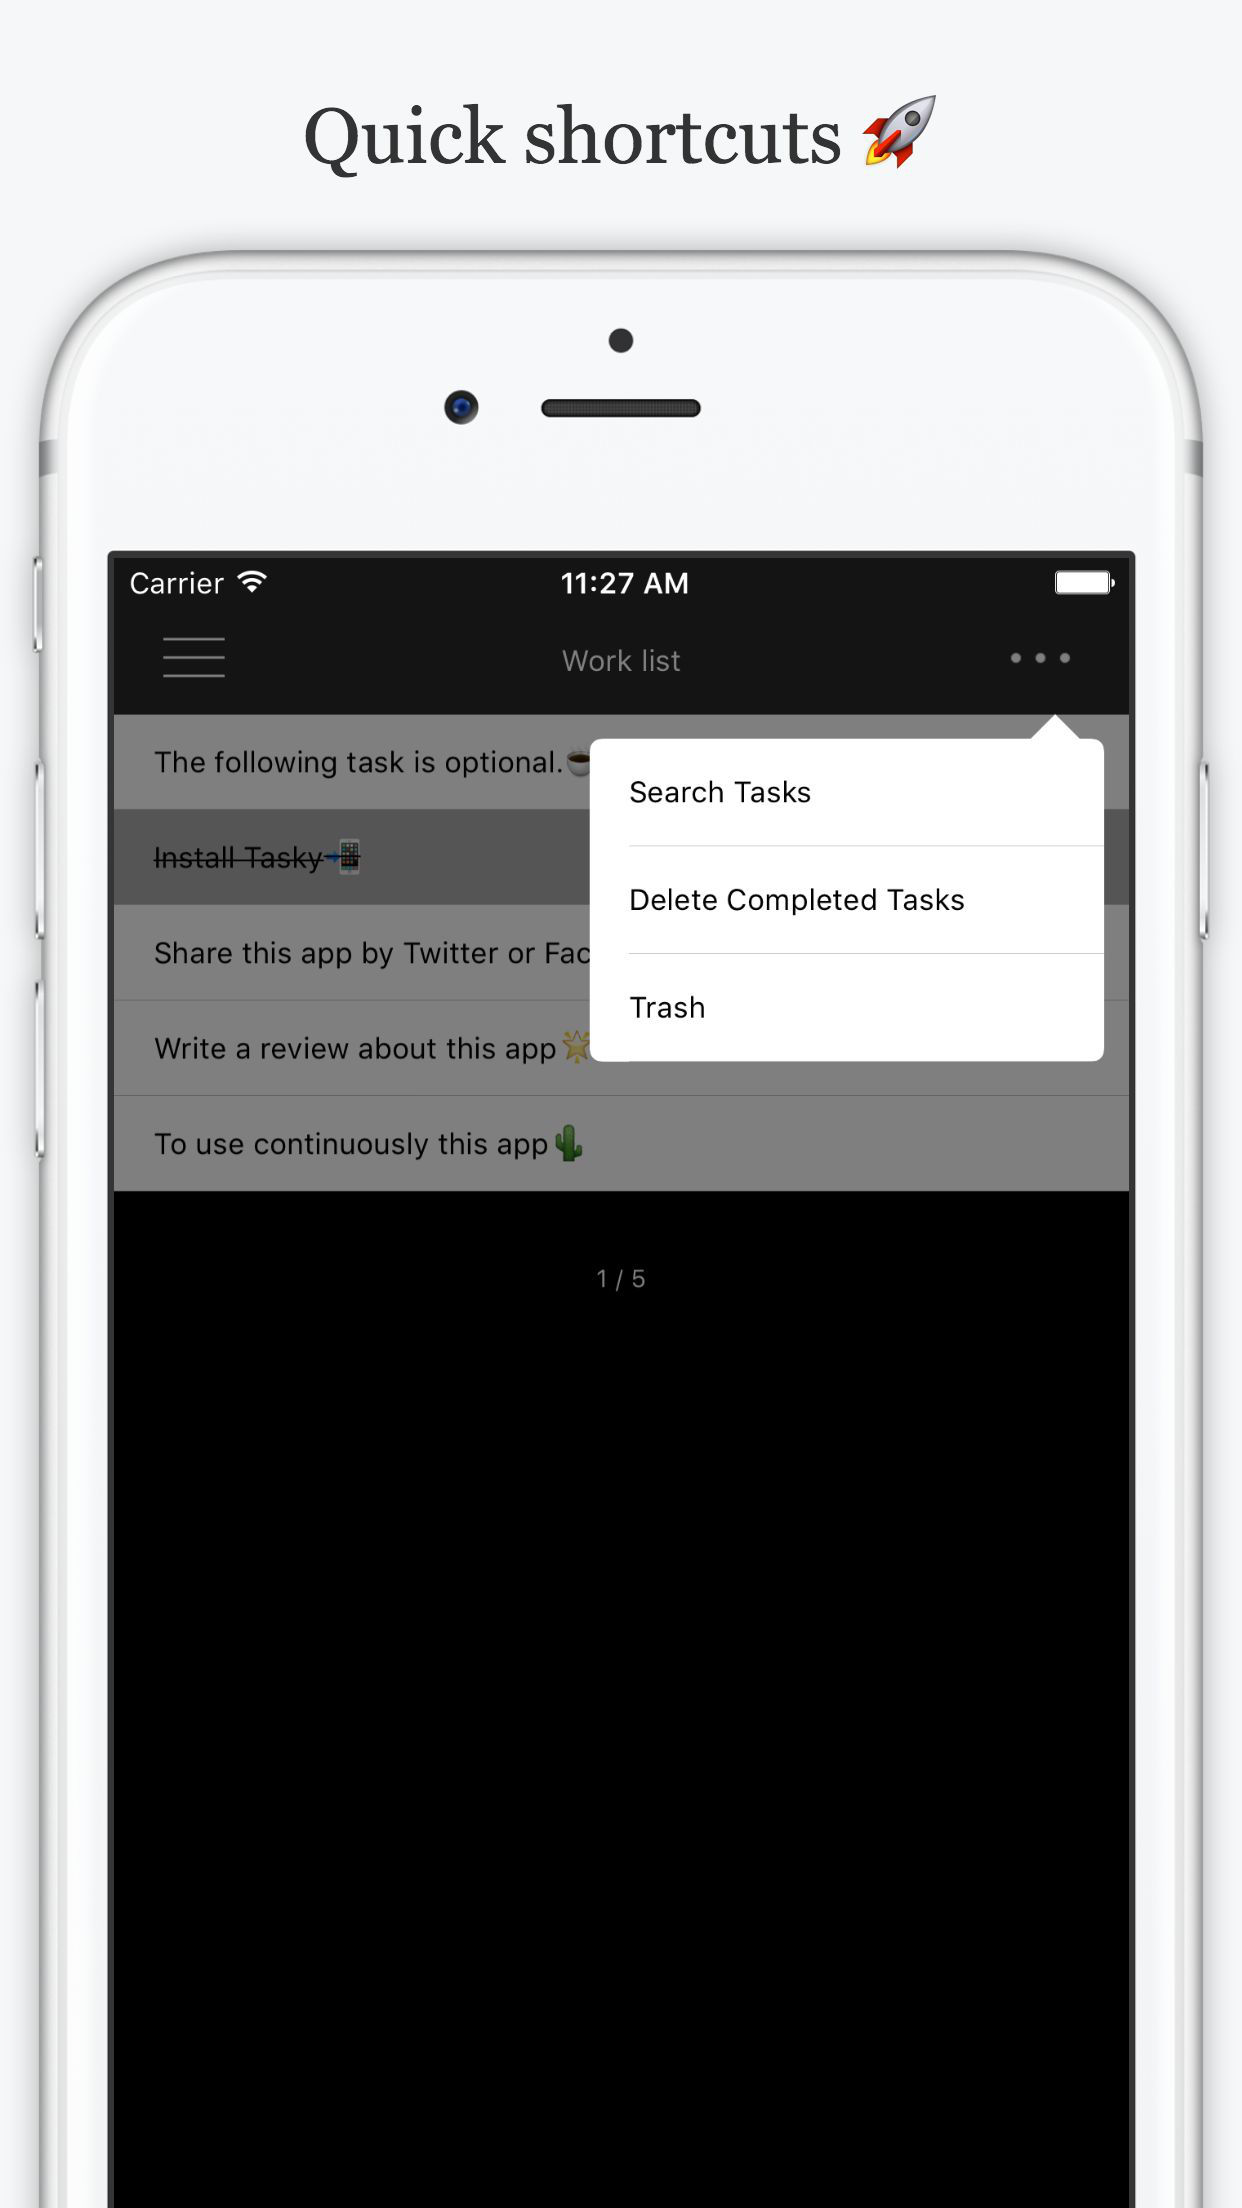 Quick shortcuts 🚀
Carrier
11:27 AM
Work list
The following task is optional.☕
Search Tasks
Install Tasky📲
Delete Completed Tasks
Share this app by Twitter or
Trash
Write a review about this app🌟
To use continuously this app🌵
1 / 5